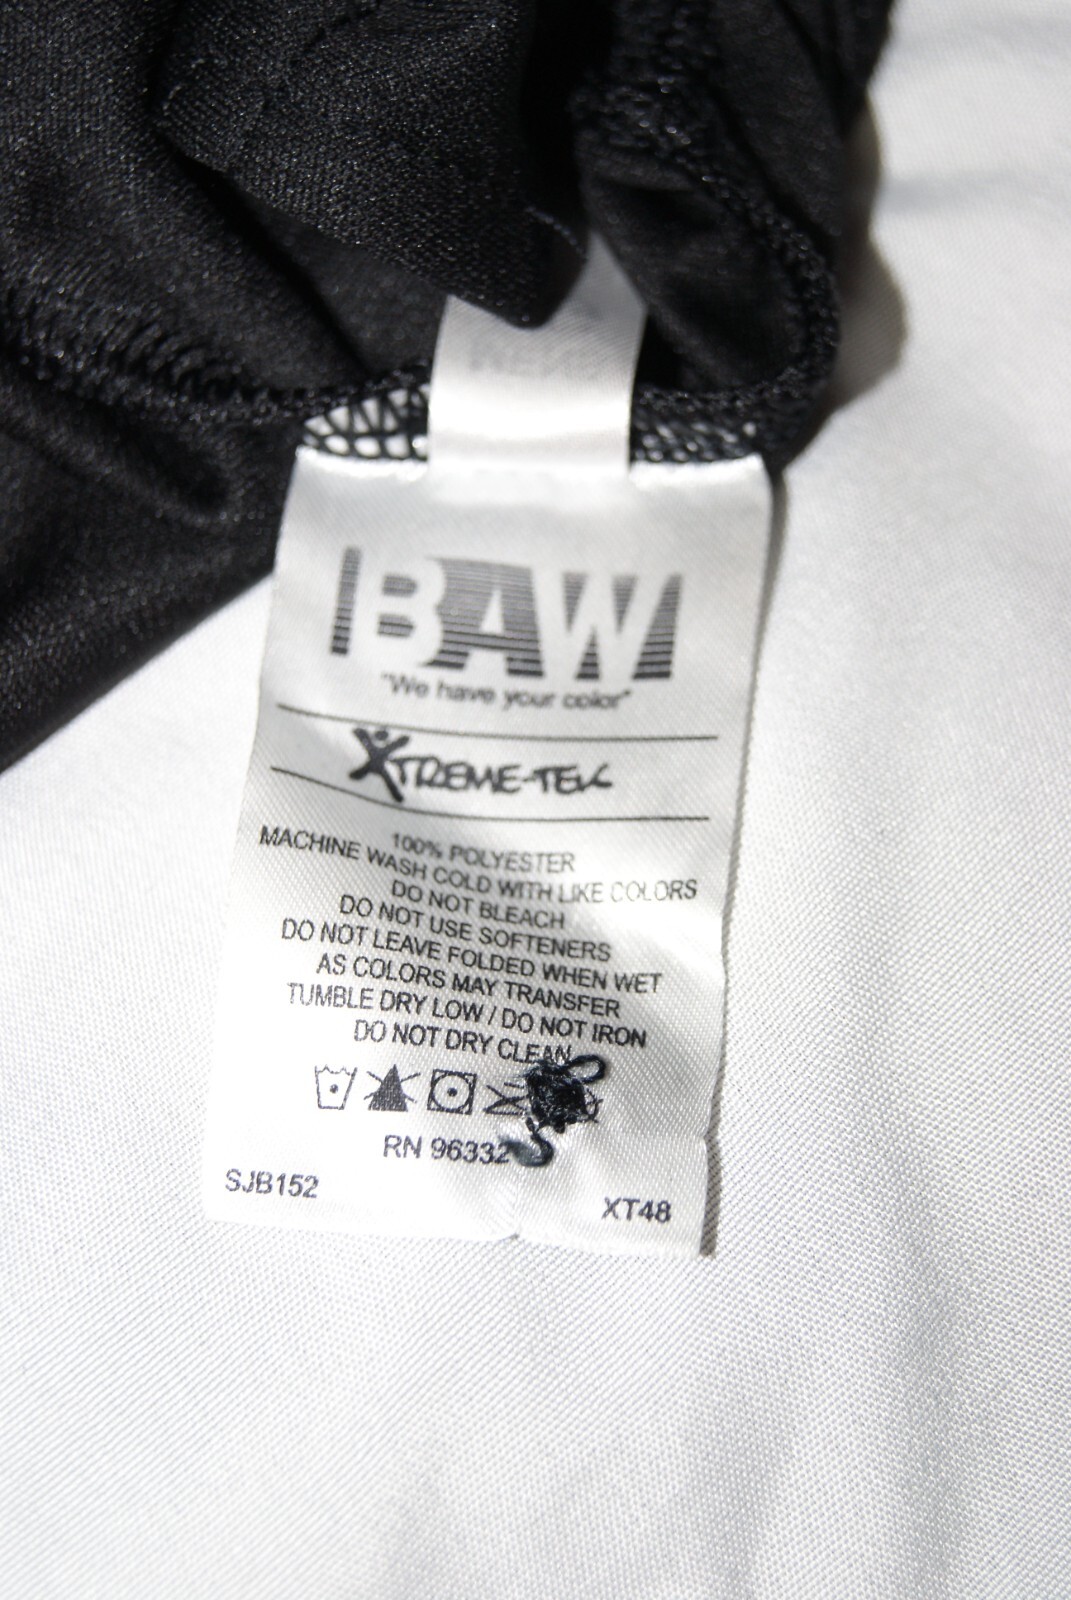 BAW
"We have your color"
XTREME-TEK
100% POLYESTER
MACHINE WASH COLD WITH LIKE COLORS
DO NOT BLEACH
DO NOT USE SOFTENERS
DO NOT LEAVE FOLDED WHEN WET
AS COLORS MAY TRANSFER
TUMBLE DRY LOW / DO NOT IRON
DO NOT DRY CLEAN
RN 96332
SJB152
XT48